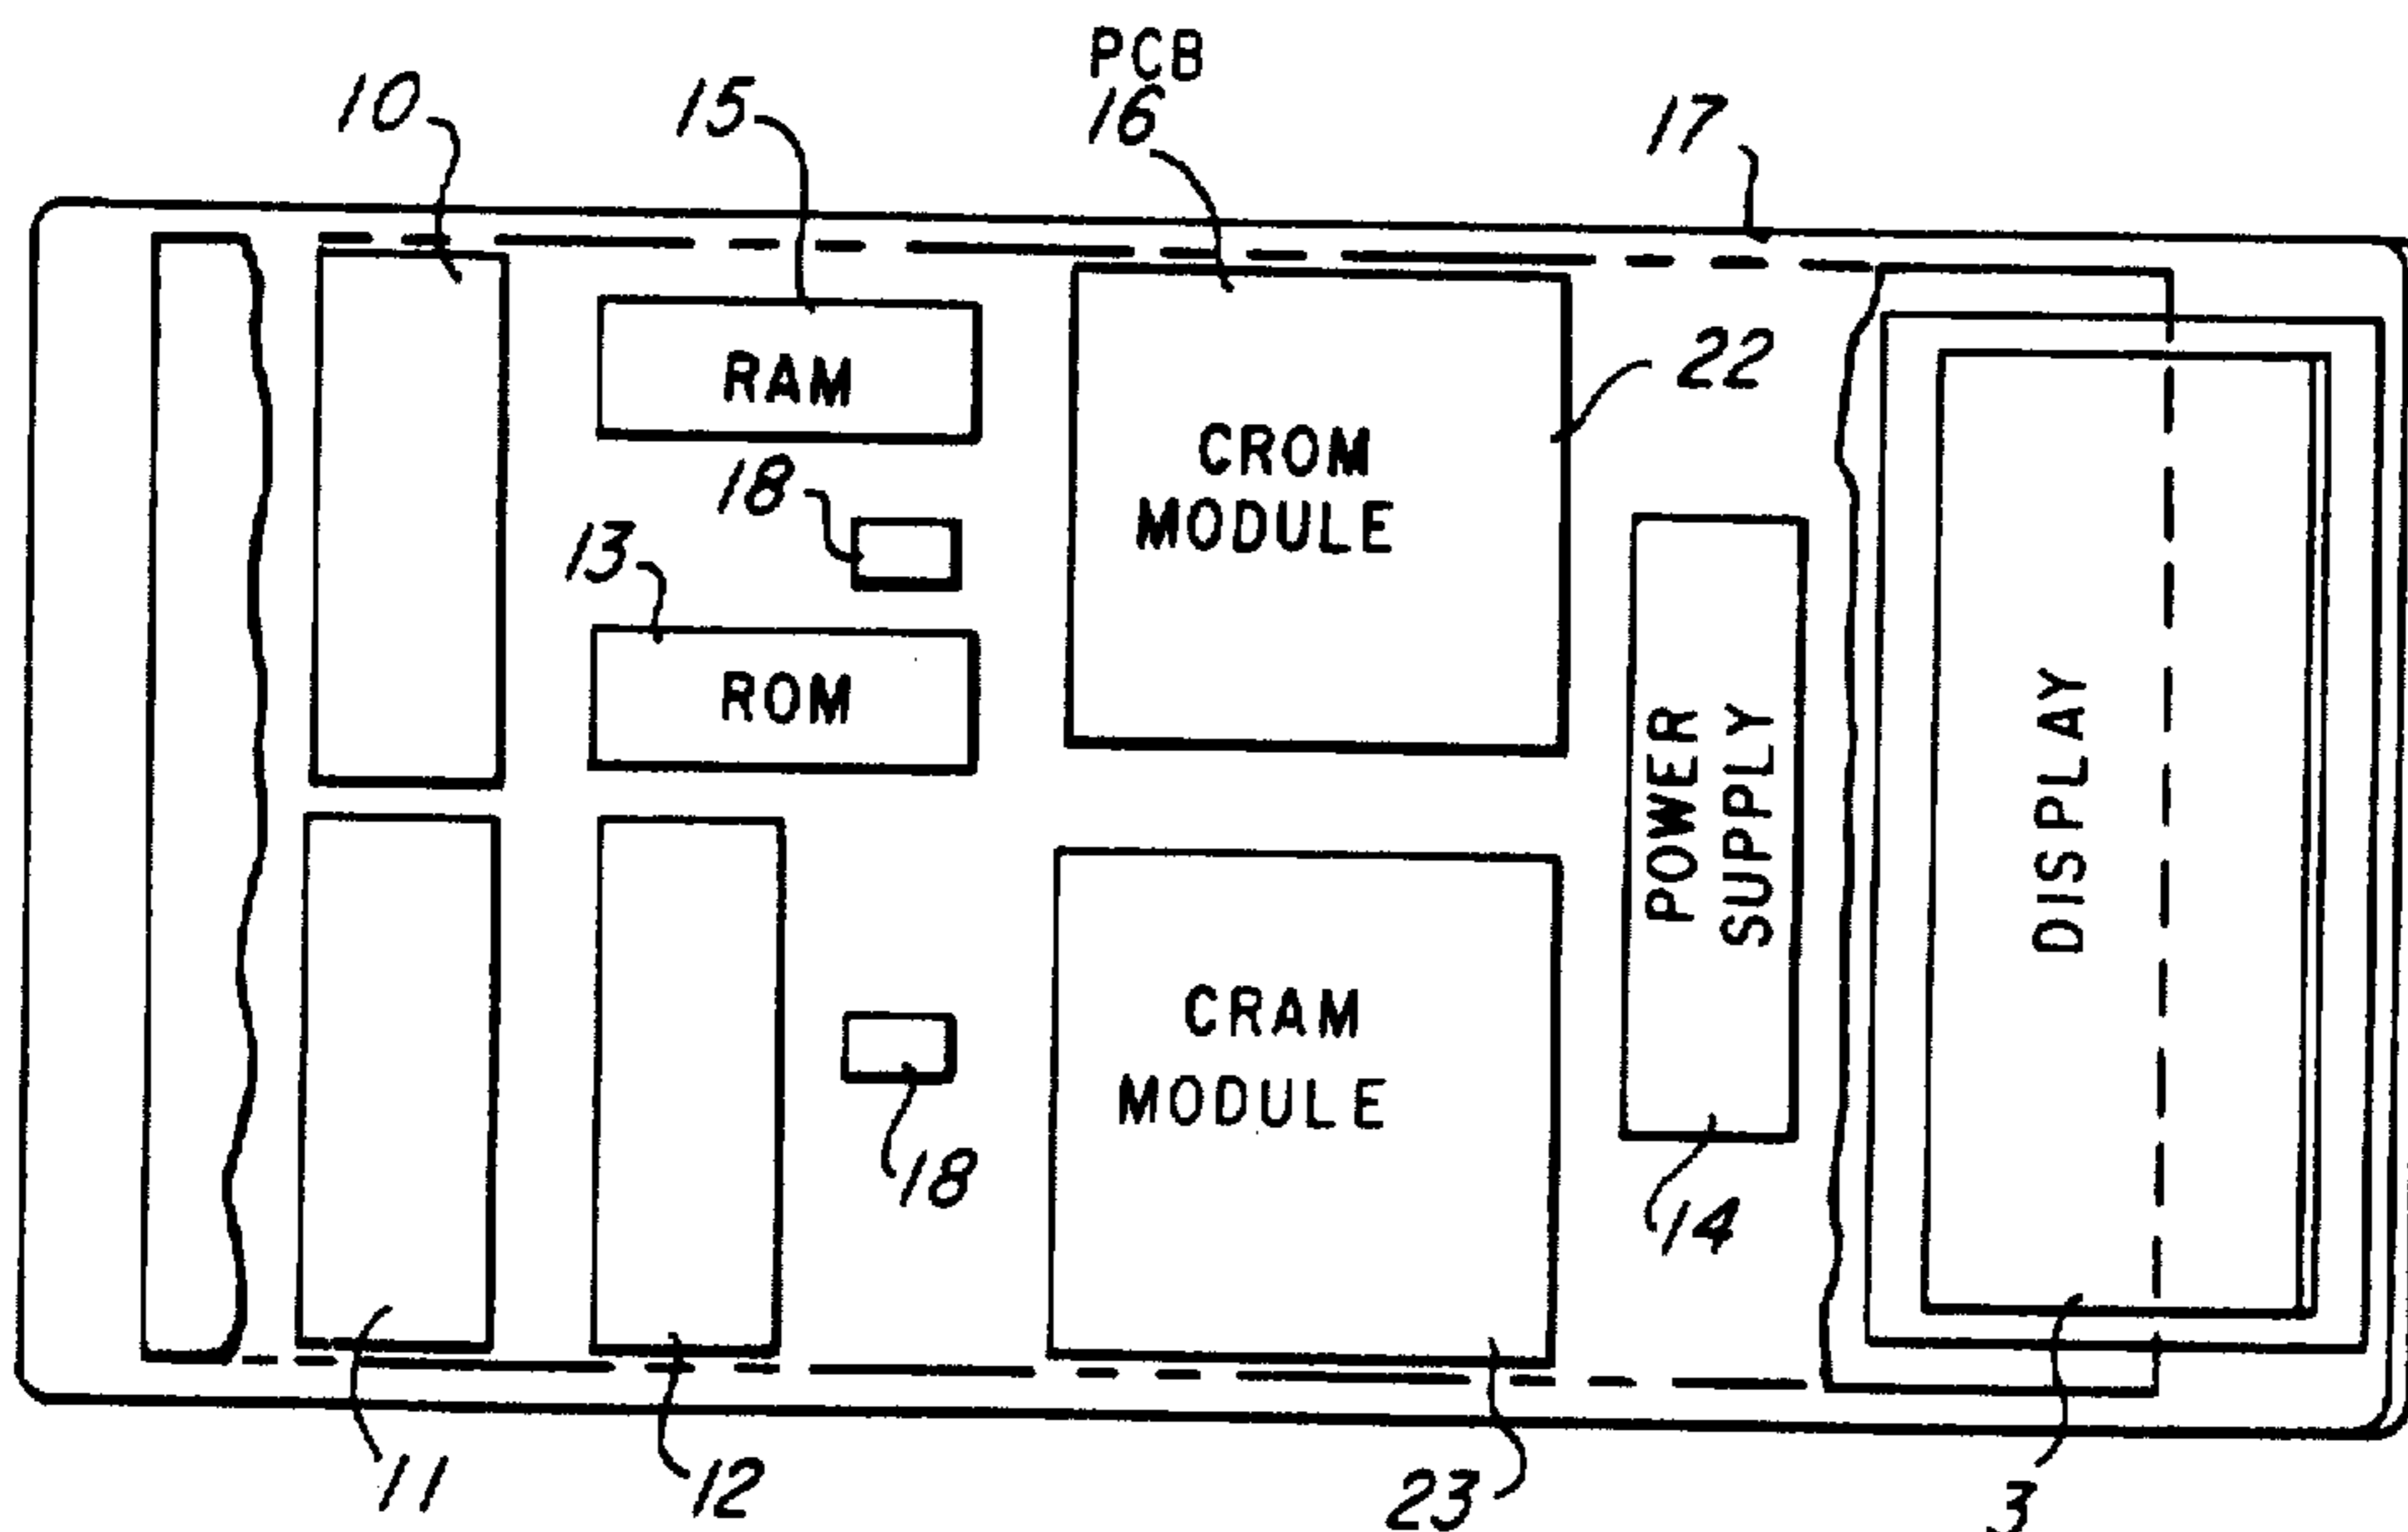 PCB
10
15
16
17
RAM
22
CROM
MODULE
18
13
ROM
POWER
SUPPLY
DISPLAY
CRAM
MODULE
18
14
11
12
23
3